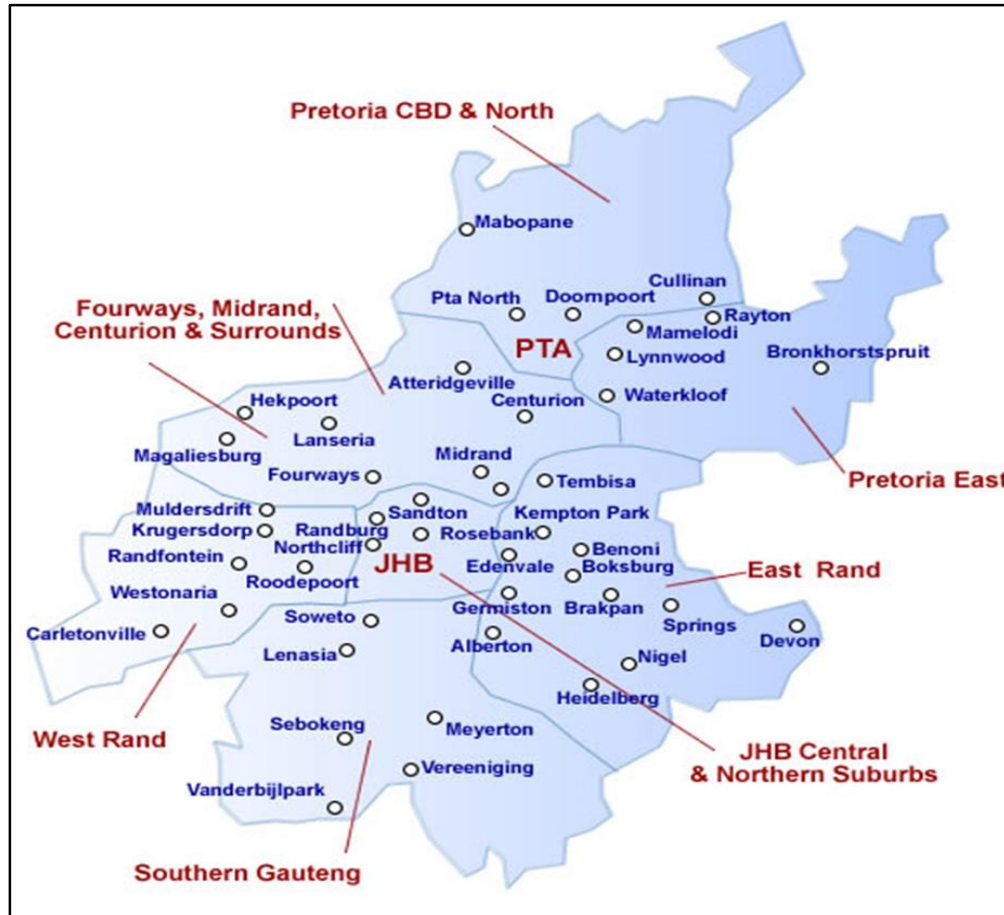 Pretoria CBD & North
Mabopane
Cullinan
Fourways, Midrand,
Centurion & Surrounds
Pta North
Doornpoort
Rayton
Mamelodi
PTA
Lynnwood
Bronkhorstspruit
Atteridgeville
Waterkloof
Centurion
Hekpoort
Lanseria
Magaliesburg
Midrand
Fourways
Tembisa
Pretoria East
Muldersdrift
Sandton
Kempton Park
Krugersdorp
Randburg
Rosebank
Northcliff
Benoni
Randfontein
JHB
Edenvale
Boksburg
East Rand
Roodepoort
Westonaria
Soweto
Germiston
Brakpan
Springs
Carletonville
Alberton
Devon
Lenasia
Nigel
Heidelberg
West Rand
Sebokeng
Meyerton
JHB Central
& Northern Suburbs
Vereeniging
Vanderbijlpark
Southern Gauteng